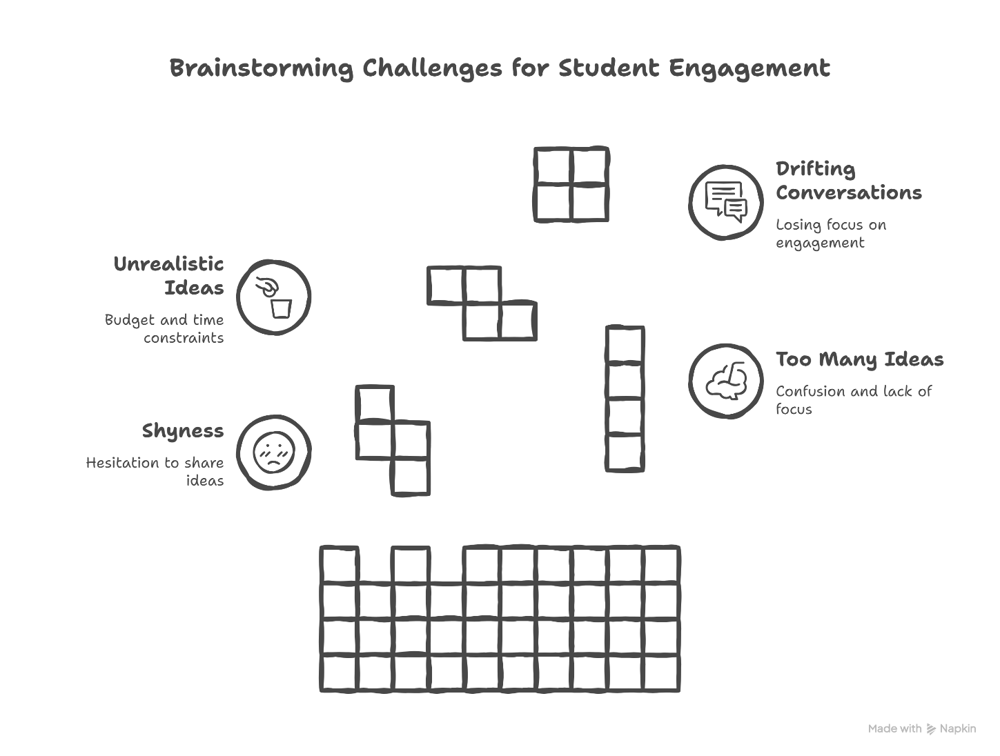 Brainstorming Challenges for Student Engagement
Drifting
Conversations
Losing focus on
engagement
Unrealistic
Ideas
Budget and time
constraints
Too Many Ideas
Confusion and lack of
focus
Shyness
Hesitation to share
ideas
Made with Napkin